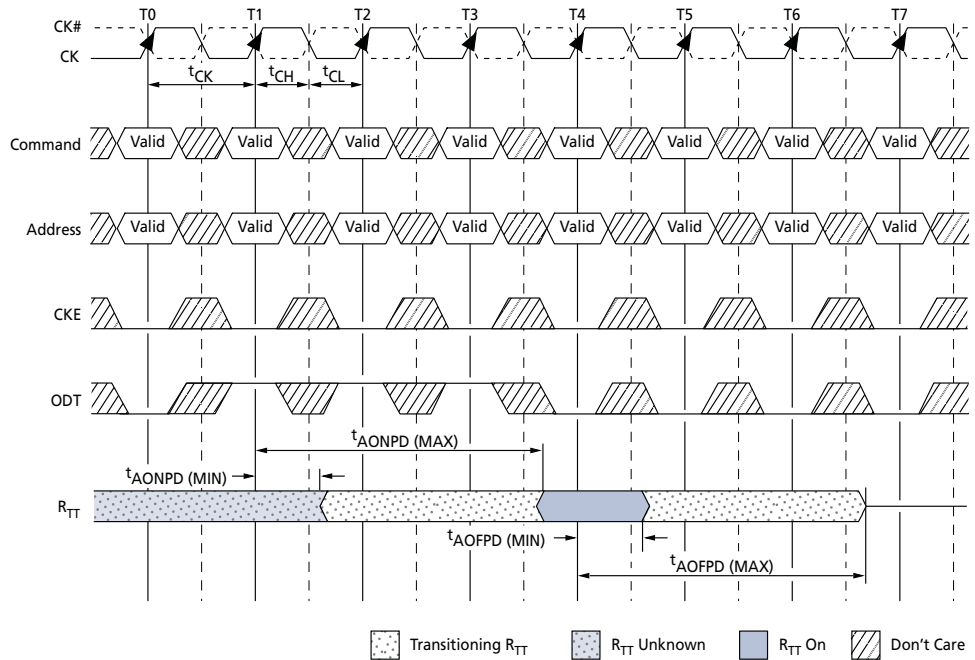 T0 T1 T2 T3 T4 T5 T6 T7
CK#
CK
tCK tCH tCL
Command Valid Valid Valid Valid Valid Valid Valid Valid
Address Valid Valid Valid Valid Valid Valid Valid Valid
CKE
ODT
tAONPD (MAX)
tAONPD (MIN)
RTT
tAOFPD (MIN)
tAOFPD (MAX)
Transitioning RTT RTT Unknown RTT On Don't Care